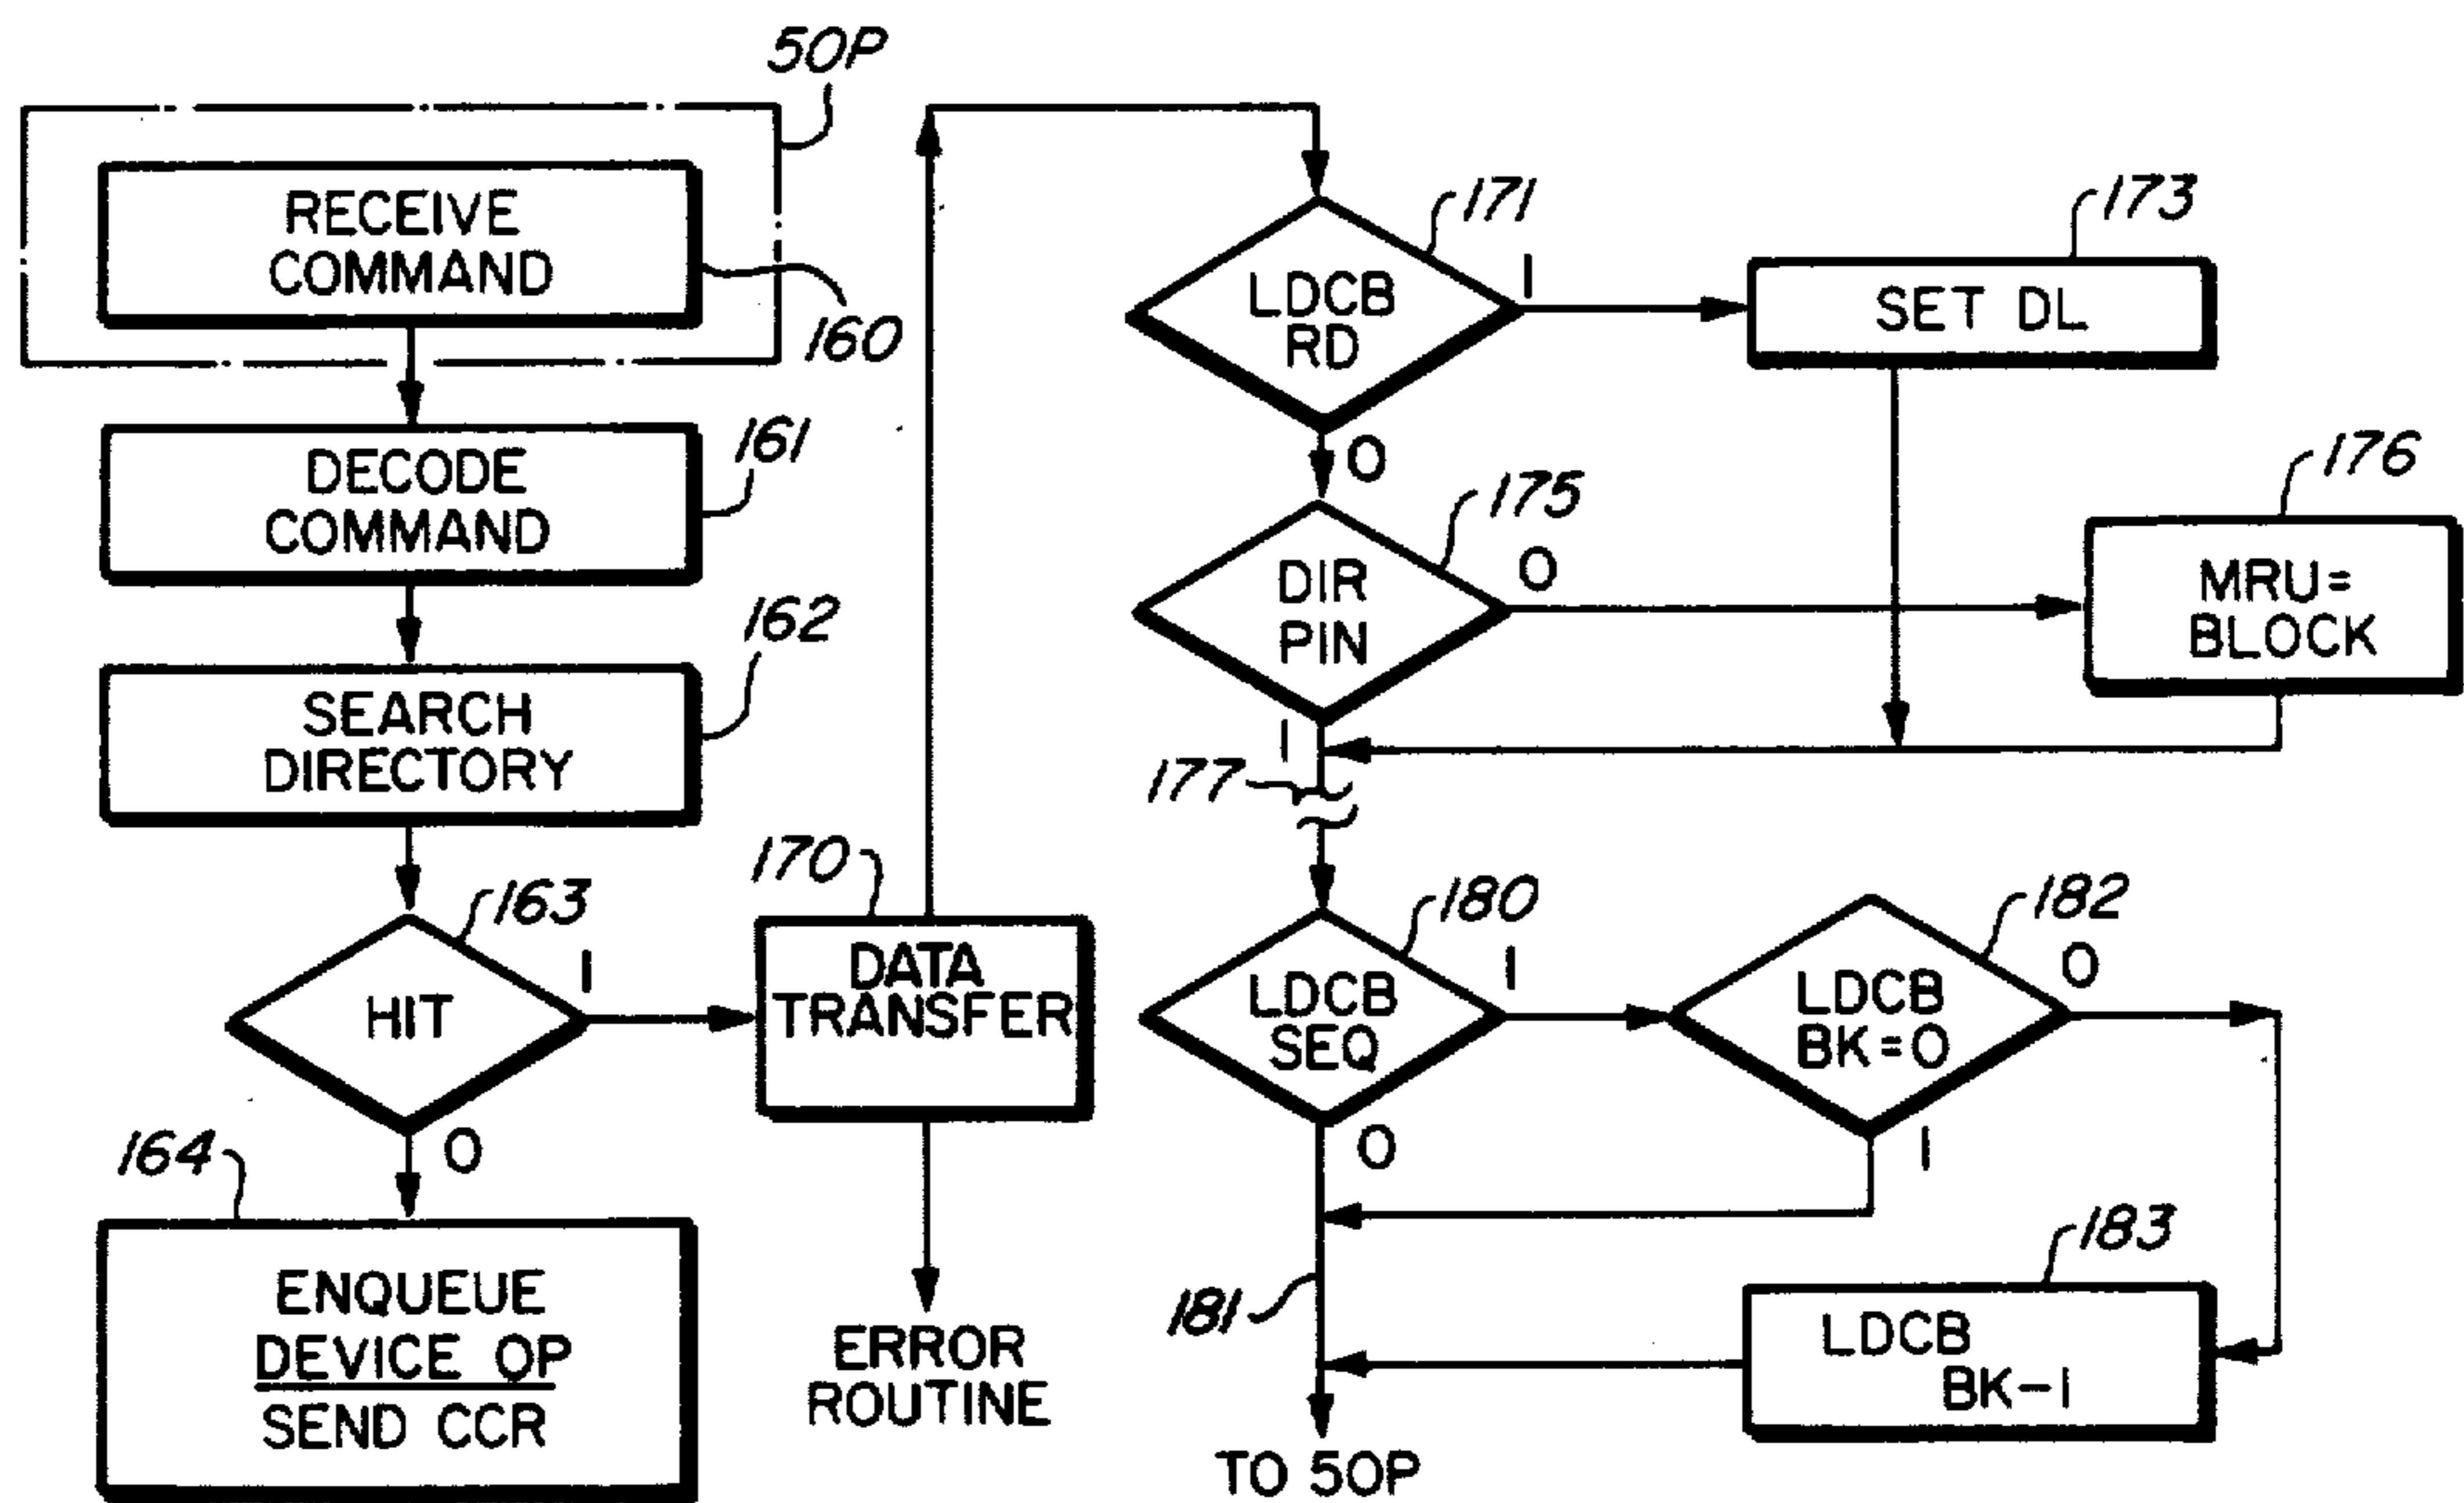 50P
RECEIVE
COMMAND
160
DECODE
COMMAND
161
SEARCH
DIRECTORY
162
HIT
163
1
0
164
ENQUEUE
DEVICE OP
SEND CCR
170
DATA
TRANSFER
ERROR
ROUTINE
LDCB
RD
171
1
0
173
SET DL
DIR
PIN
175
0
1
176
MRU=
BLOCK
177
LDCB
SEQ
180
1
0
LDCB
BK=0
182
0
1
181
183
LDCB
BK-1
TO 50P